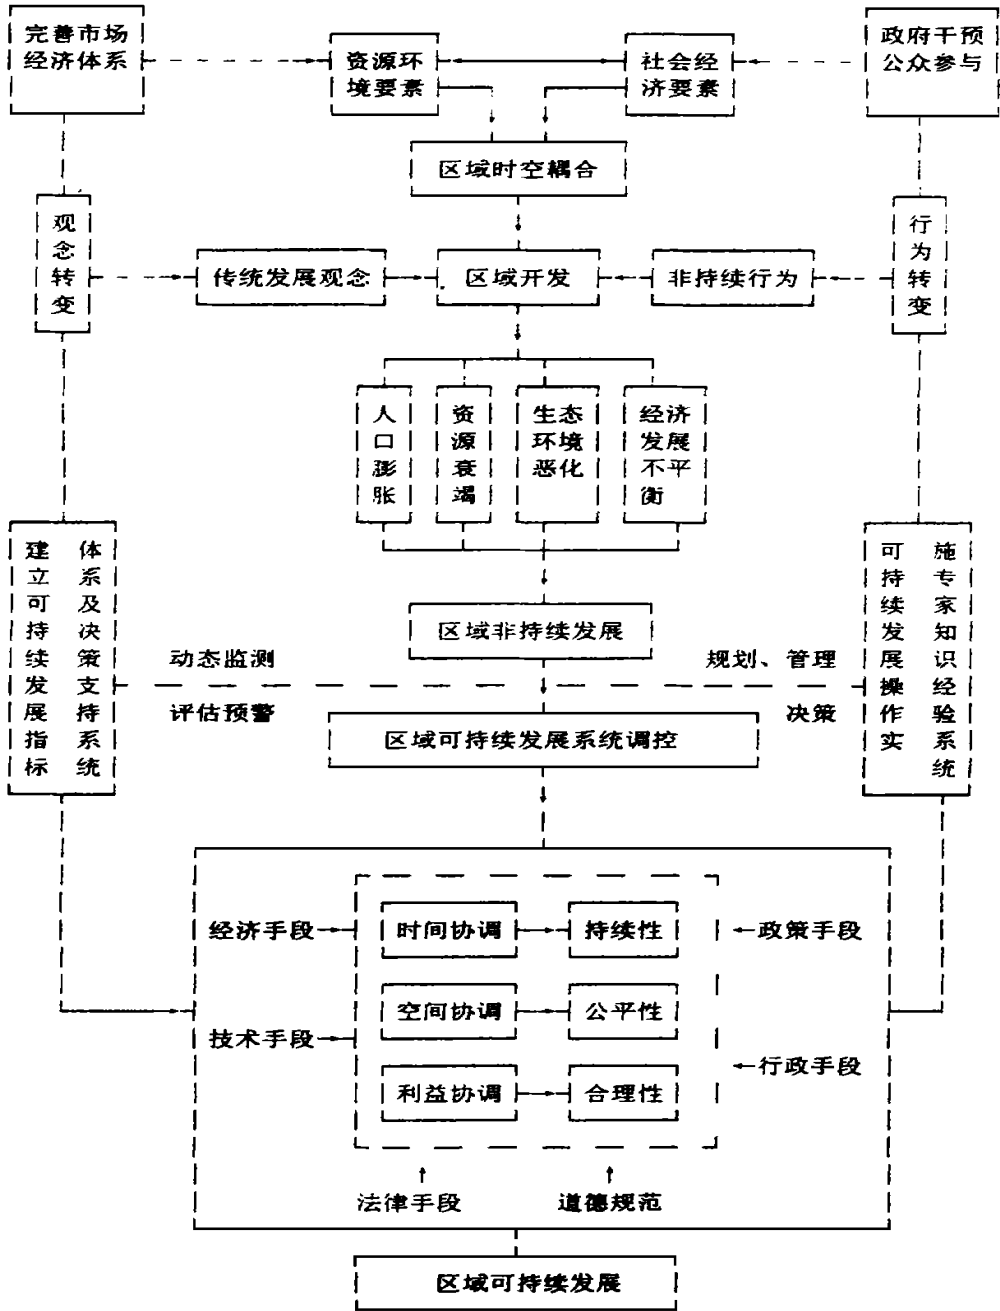 完善市场
经济体系
资源环
境要素
社会经
济要素
政府干预
公众参与
区域时空耦合
观念转变
传统发展观念
区域开发
非持续行为
行为转变
人口膨胀
资源衰竭
生态
环境
恶化
经济
发展
不平
衡
建立可持续发展指标
体系及决策支持系统
可持续发展操作实
施专家知识经验系统
区域非持续发展
动态监测
评估预警
规划、管理
决策
区域可持续发展系统调控
经济手段
时间协调
持续性
政策手段
空间协调
公平性
技术手段
行政手段
利益协调
合理性
法律手段
道德规范
区域可持续发展